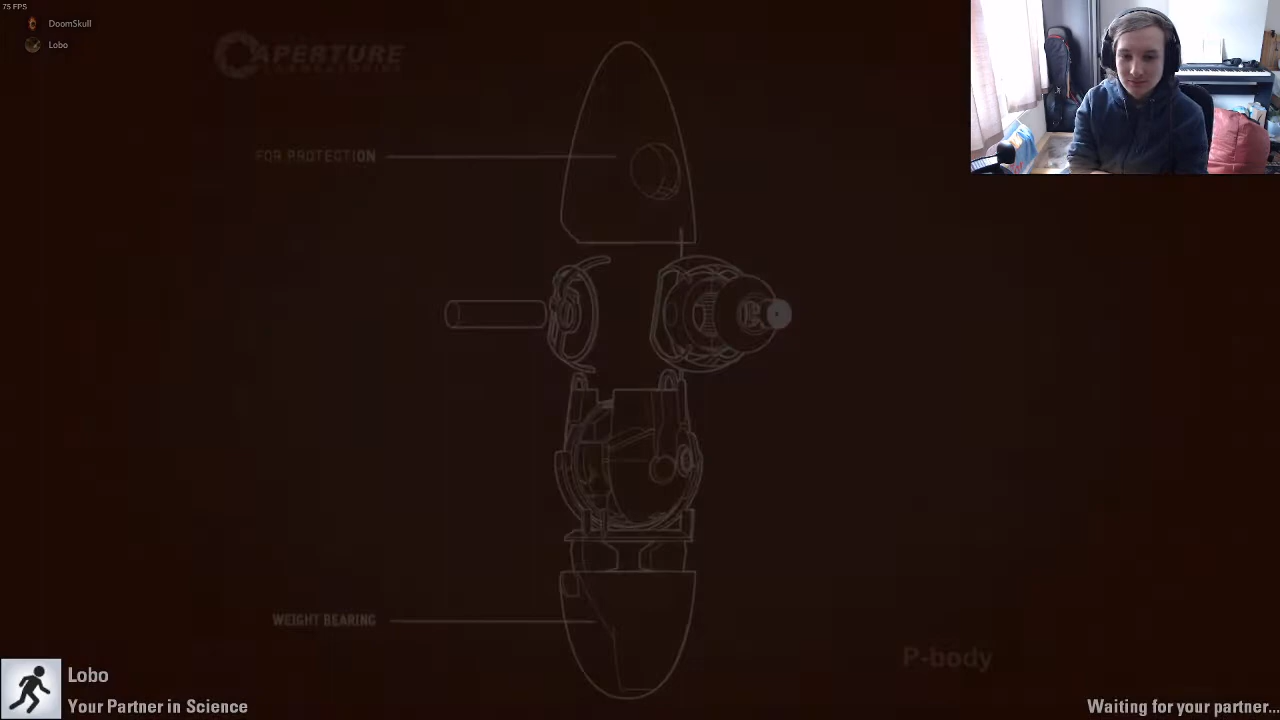 75 FPS
DoomSkull
Lobo
APERTURE
FOR PROTECTION
WEIGHT BEARING
P-body
Lobo
Your Partner in Science
Waiting for your partner...